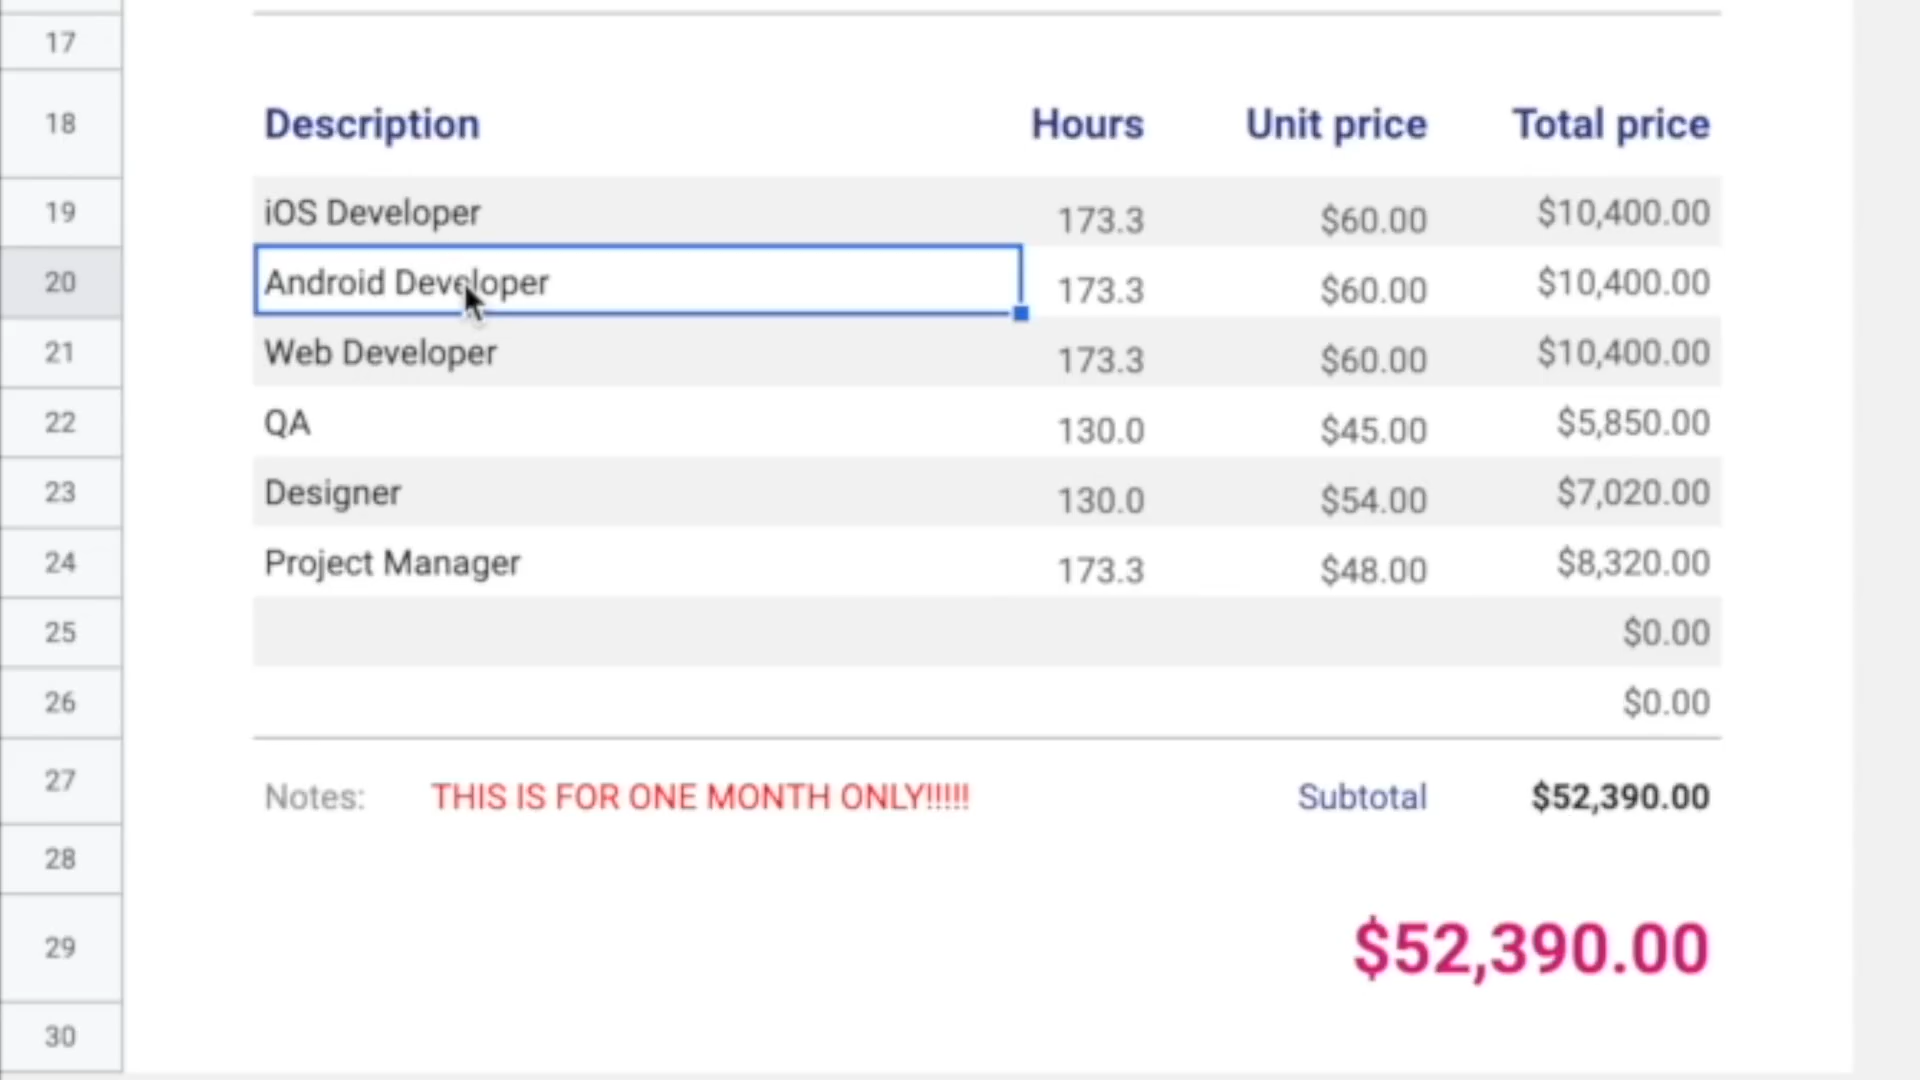 17
18 Description Hours Unit price Total price
19 iOS Developer 173.3 $60.00 $10,400.00
20 Android Developer 173.3 $60.00 $10,400.00
21 Web Developer 173.3 $60.00 $10,400.00
22 QA 130.0 $45.00 $5,850.00
23 Designer 130.0 $54.00 $7,020.00
24 Project Manager 173.3 $48.00 $8,320.00
25 $0.00
26 $0.00
27 Notes: THIS IS FOR ONE MONTH ONLY!!!!! Subtotal $52,390.00
28
29 $52,390.00
30